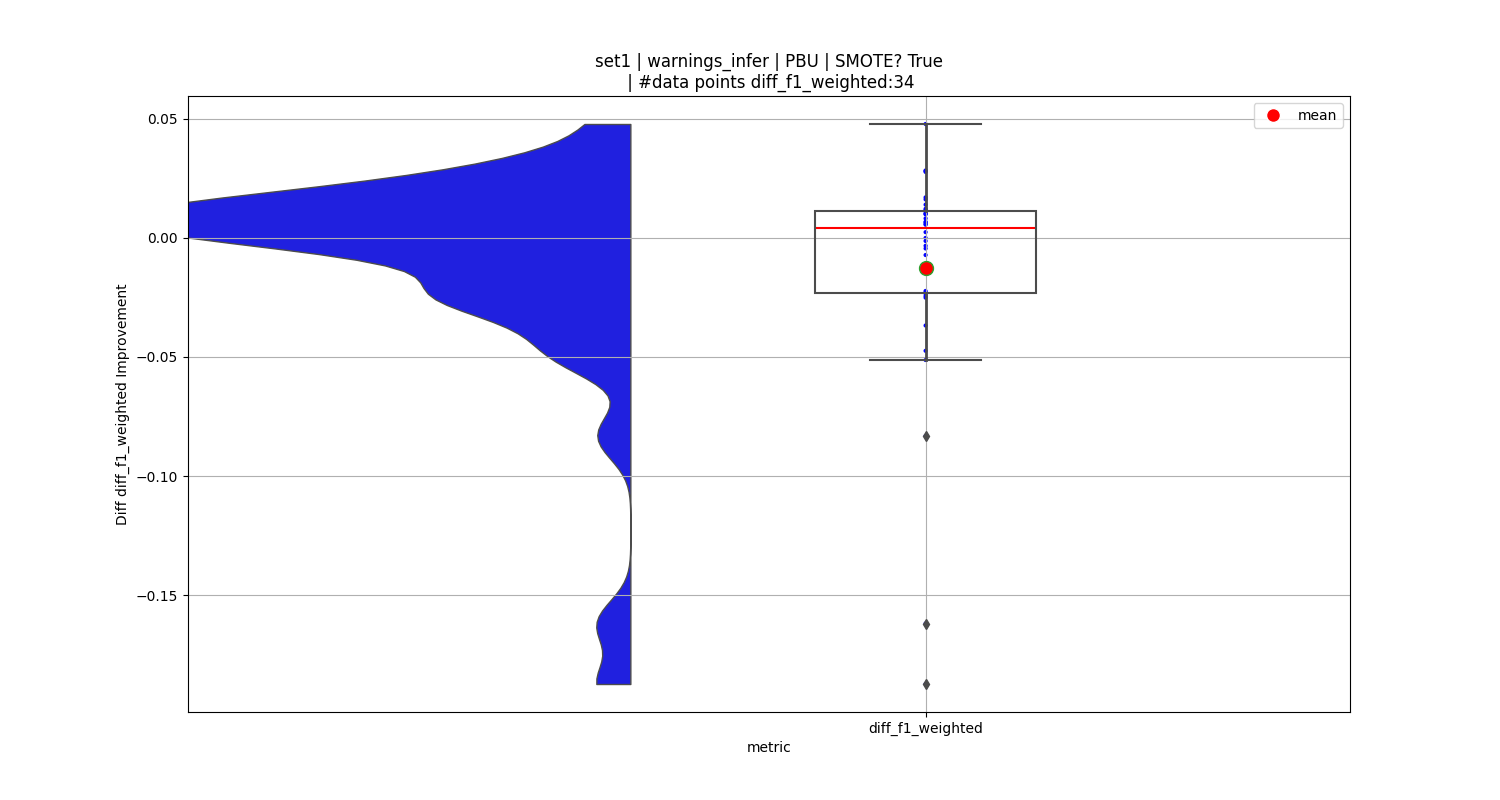 set1 | warnings_infer | PBU | SMOTE? True
| #data points diff_f1_weighted:34
mean
0.05
0.00
−0.05
−0.10
−0.15
Diff diff_f1_weighted Improvement
diff_f1_weighted
metric